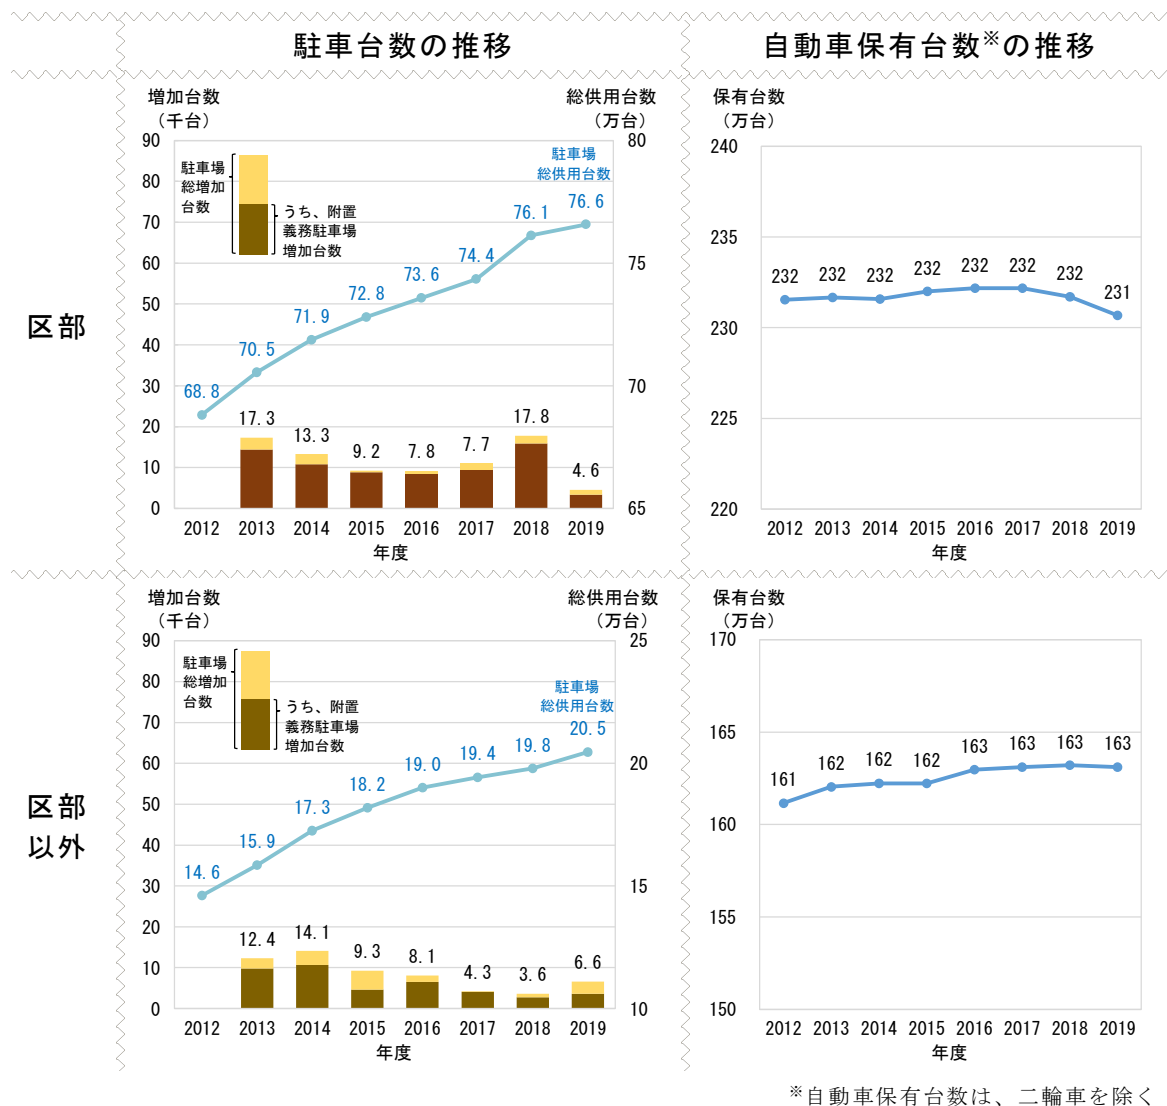 駐車台数の推移
自動車保有台数※の推移
区部
増加台数
（千台）
総供用台数
（万台）
90
80
70
60
50
40
30
20
10
0
80
75
70
65
駐車場
総増加
台数
うち、附置
義務駐車場
増加台数
駐車場
総供用台数
68.8
70.5
71.9
72.8
73.6
74.4
76.1
76.6
17.3
13.3
9.2
7.8
7.7
17.8
4.6
2012 2013 2014 2015 2016 2017 2018 2019
年度
保有台数
（万台）
240
235
230
225
220
232 232 232 232 232 232 232 231
2012 2013 2014 2015 2016 2017 2018 2019
年度
区部
以外
増加台数
（千台）
総供用台数
（万台）
90
80
70
60
50
40
30
20
10
0
25
20
15
10
駐車場
総増加
台数
うち、附置
義務駐車場
増加台数
駐車場
総供用台数
14.6
15.9
17.3
18.2
19.0
19.4
19.8
20.5
12.4
14.1
9.3
8.1
4.3
3.6
6.6
2012 2013 2014 2015 2016 2017 2018 2019
年度
保有台数
（万台）
170
165
160
155
150
161 162 162 162 163 163 163 163
2012 2013 2014 2015 2016 2017 2018 2019
年度
※自動車保有台数は、二輪車を除く